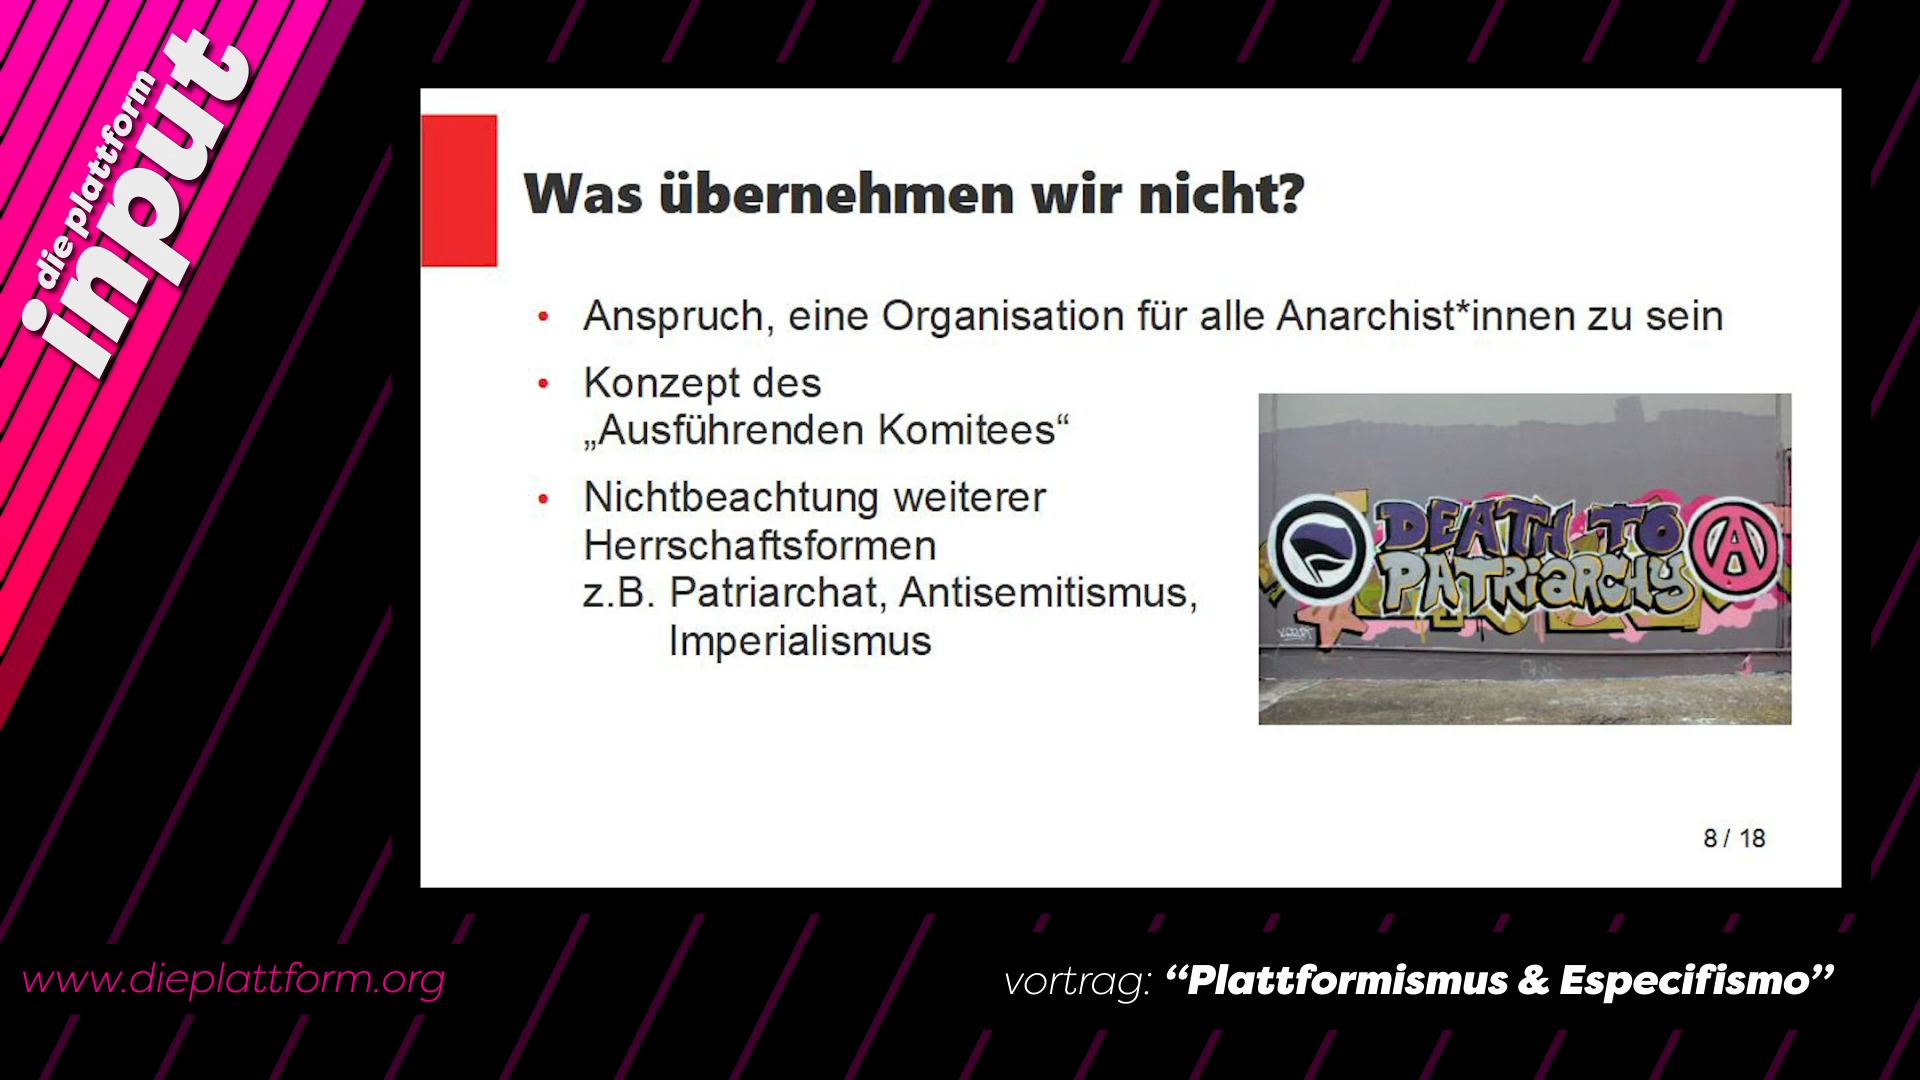 die plattform
input
Was übernehmen wir nicht?
• Anspruch, eine Organisation für alle Anarchist*innen zu sein
• Konzept des
„Ausführenden Komitees“
• Nichtbeachtung weiterer
Herrschaftsformen
z.B. Patriarchat, Antisemitismus,
Imperialismus
DEATH TO
PATRiARCHY
A
8 / 18
www.dieplattform.org
vortrag: “Plattformismus & Especifismo”